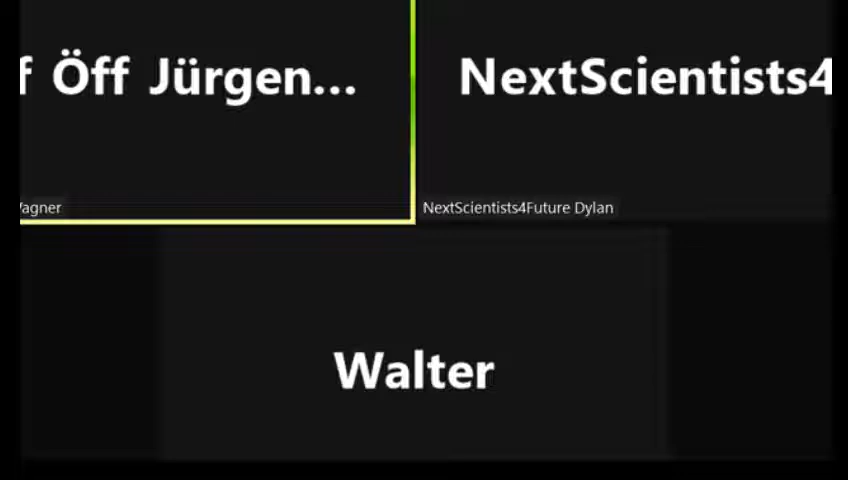 f Öff Jürgen...
NextScientists4
agner
NextScientists4Future Dylan
Walter